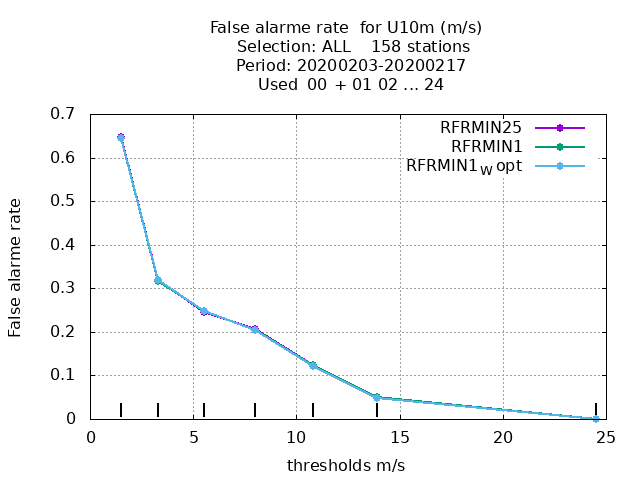 False alarme rate  for U10m (m/s)
Selection: ALL    158 stations
Period: 20200203-20200217
Used  00  + 01 02 ... 24
RFRMIN25
RFRMIN1
RFRMIN1W opt
0.7
0.6
0.5
0.4
0.3
0.2
0.1
0
False alarme rate
0 5 10 15 20 25
thresholds m/s